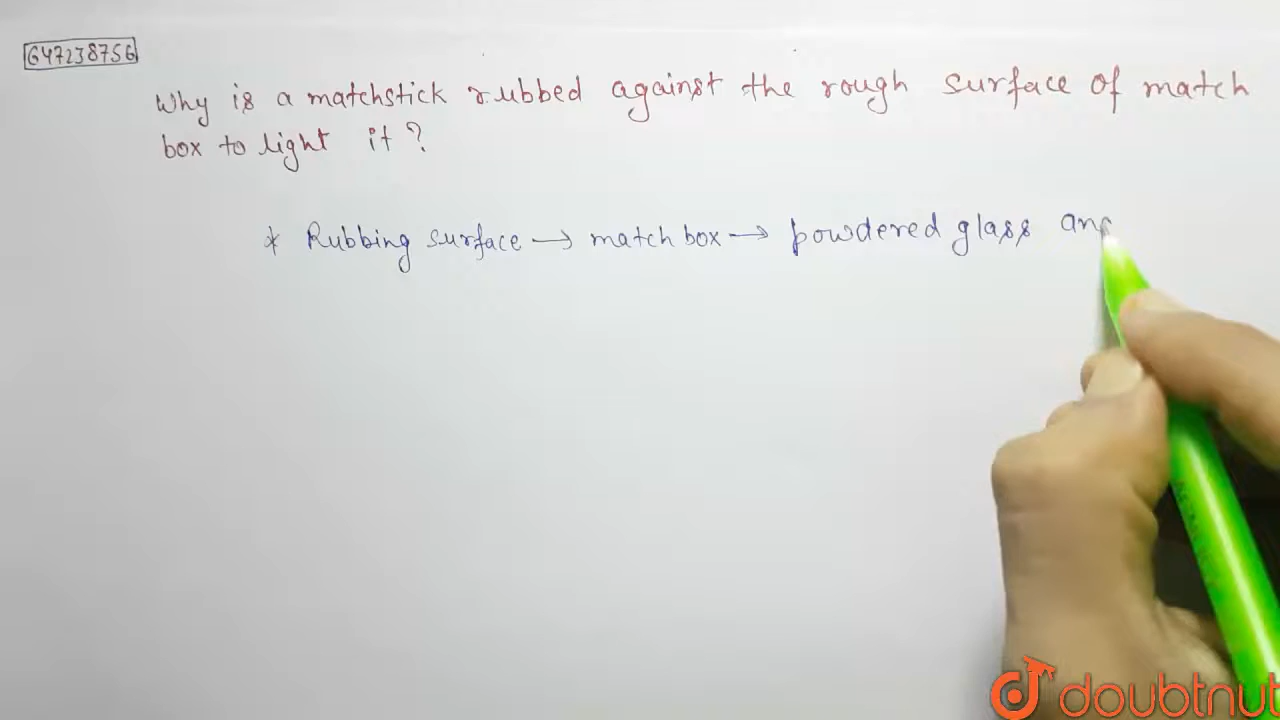 647238756
Why is a matchstick rubbed against the rough surface of match
box to light it ?
* Rubbing surface → match box → powdered glass an
doubtnut